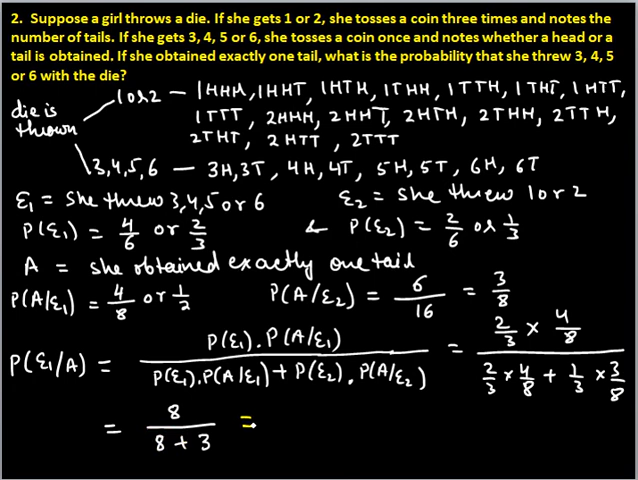 2. Suppose a girl throws a die. If she gets 1 or 2, she tosses a coin three times and notes the
number of tails. If she gets 3, 4, 5 or 6, she tosses a coin once and notes whether a head or a
tail is obtained. If she obtained exactly one tail, what is the probability that she threw 3, 4, 5
or 6 with the die?
die is thrown
1 or 2 — 1HHH, 1HHT, 1HTH, 1THH, 1TTH, 1THT, 1HTT,
1TTT, 2HHH, 2HHT, 2HTH, 2THH, 2TTH,
2THT, 2HTT, 2TTT
3,4,5,6 — 3H,3T, 4H,4T, 5H,5T, 6H, 6T
E₁ = she threw 3,4,5 or 6 E₂ = she threw 1 or 2
P(E₁) = 4/6 or 2/3 & P(E₂) = 2/6 or 1/3
A = she obtained exactly one tail
P(A/E₁) = 4/8 or 1/2 P(A/E₂) = 6/16 = 3/8
P(E₁/A) = P(E₁).P(A/E₁) / P(E₁).P(A/E₁) + P(E₂).P(A/E₂) = 2/3 × 4/8 / 2/3 × 4/8 + 1/3 × 3/8
= 8 / 8 + 3 =